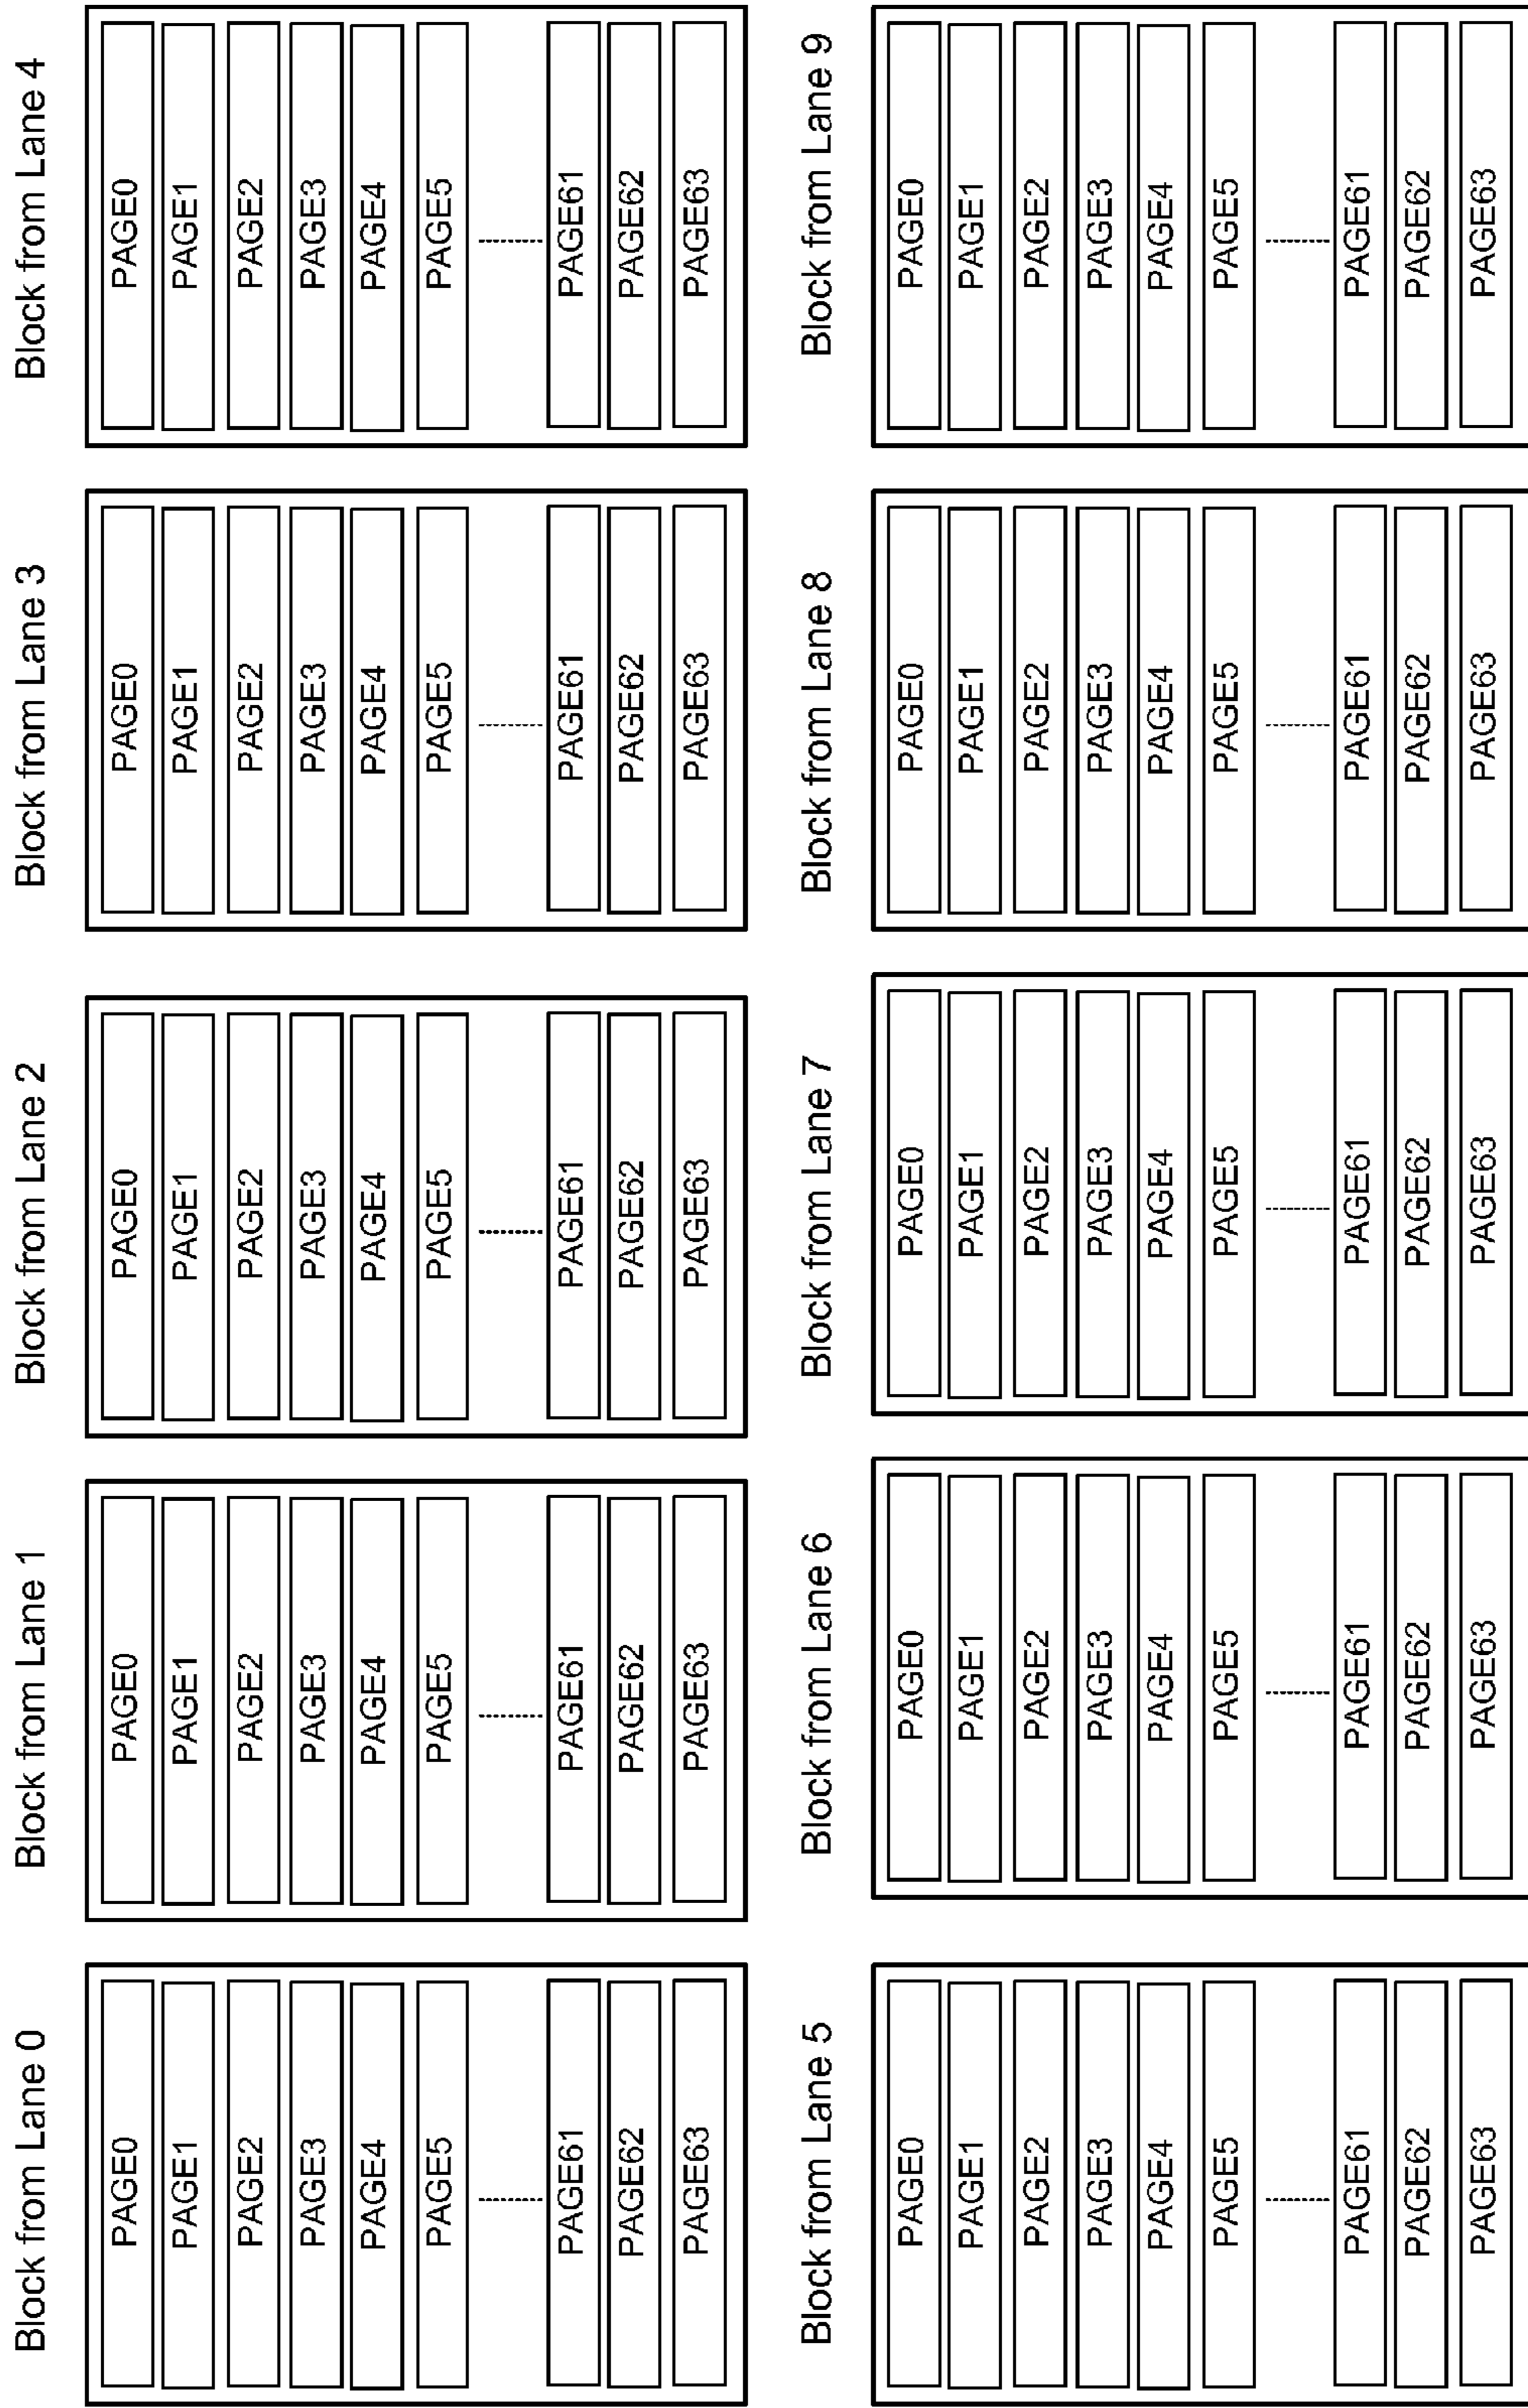 Block from Lane 0
PAGE0
PAGE1
PAGE2
PAGE3
PAGE4
PAGE5
PAGE61
PAGE62
PAGE63
Block from Lane 1
PAGE0
PAGE1
PAGE2
PAGE3
PAGE4
PAGE5
PAGE61
PAGE62
PAGE63
Block from Lane 2
PAGE0
PAGE1
PAGE2
PAGE3
PAGE4
PAGE5
PAGE61
PAGE62
PAGE63
Block from Lane 3
PAGE0
PAGE1
PAGE2
PAGE3
PAGE4
PAGE5
PAGE61
PAGE62
PAGE63
Block from Lane 4
PAGE0
PAGE1
PAGE2
PAGE3
PAGE4
PAGE5
PAGE61
PAGE62
PAGE63
Block from Lane 5
PAGE0
PAGE1
PAGE2
PAGE3
PAGE4
PAGE5
PAGE61
PAGE62
PAGE63
Block from Lane 6
PAGE0
PAGE1
PAGE2
PAGE3
PAGE4
PAGE5
PAGE61
PAGE62
PAGE63
Block from Lane 7
PAGE0
PAGE1
PAGE2
PAGE3
PAGE4
PAGE5
PAGE61
PAGE62
PAGE63
Block from Lane 8
PAGE0
PAGE1
PAGE2
PAGE3
PAGE4
PAGE5
PAGE61
PAGE62
PAGE63
Block from Lane 9
PAGE0
PAGE1
PAGE2
PAGE3
PAGE4
PAGE5
PAGE61
PAGE62
PAGE63